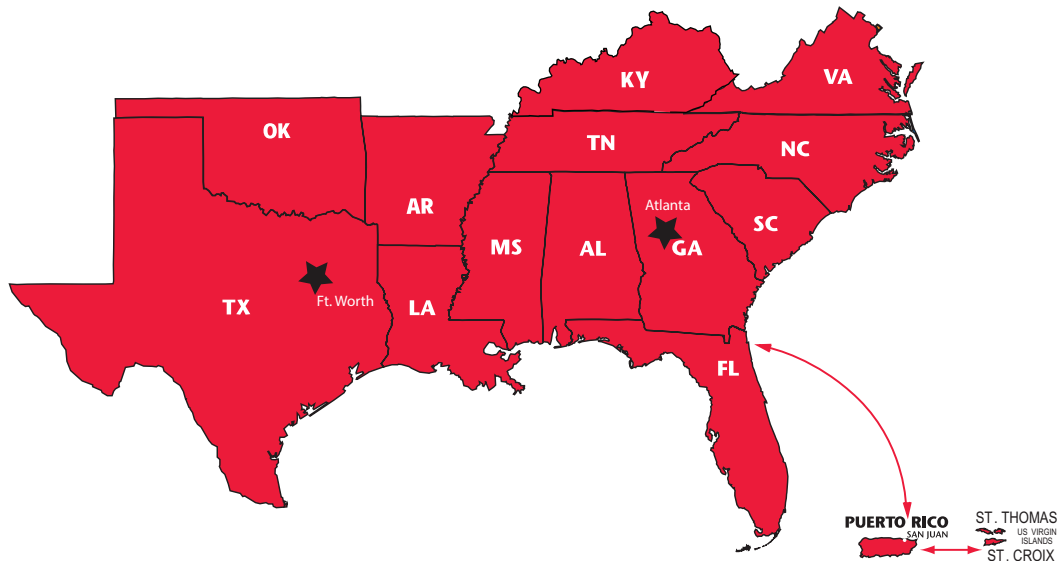 KY
VA
OK
TN
NC
AR
Atlanta
SC
MS
AL
GA
TX
Ft. Worth
LA
FL
PUERTO RICO
SAN JUAN
ST. THOMAS
US VIRGIN
ISLANDS
ST. CROIX